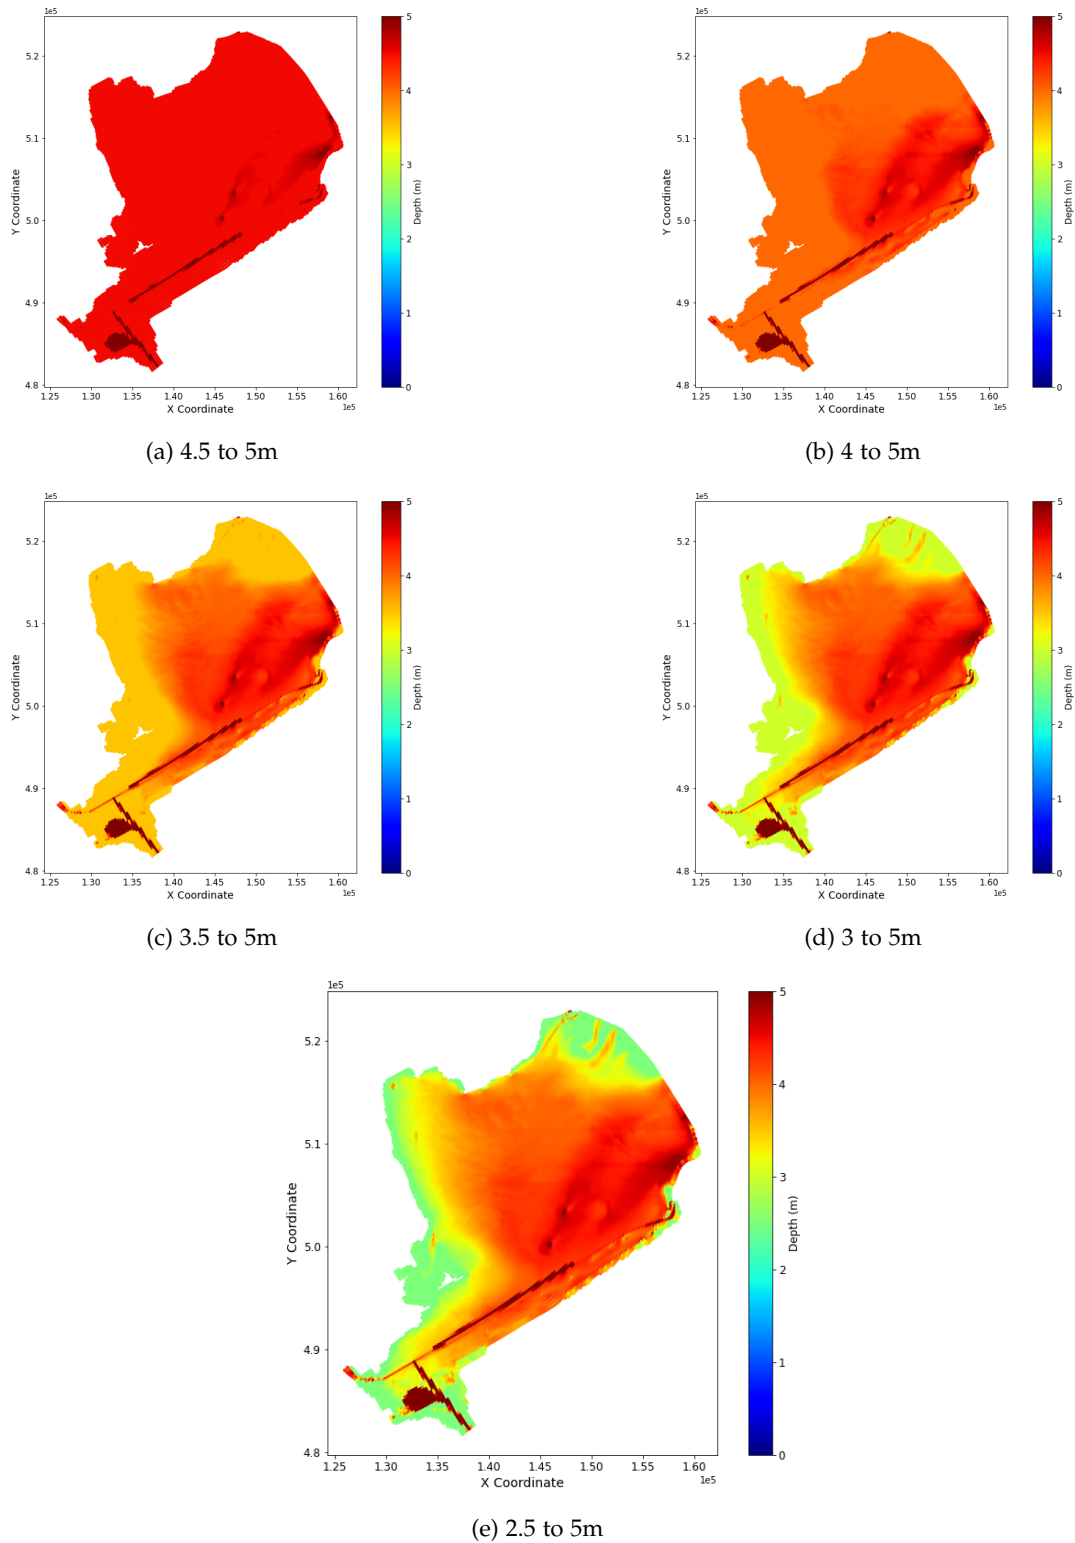 1e5
5.2
5.1
5.0
4.9
4.8
Y Coordinate
1.25 1.30 1.35 1.40 1.45 1.50 1.55 1.60
1e5
X Coordinate
5
4
3
2
1
0
Depth (m)
(a) 4.5 to 5m
1e5
5.2
5.1
5.0
4.9
4.8
Y Coordinate
1.25 1.30 1.35 1.40 1.45 1.50 1.55 1.60
1e5
X Coordinate
5
4
3
2
1
0
Depth (m)
(b) 4 to 5m
1e5
5.2
5.1
5.0
4.9
4.8
Y Coordinate
1.25 1.30 1.35 1.40 1.45 1.50 1.55 1.60
1e5
X Coordinate
5
4
3
2
1
0
Depth (m)
(c) 3.5 to 5m
1e5
5.2
5.1
5.0
4.9
4.8
Y Coordinate
1.25 1.30 1.35 1.40 1.45 1.50 1.55 1.60
1e5
X Coordinate
5
4
3
2
1
0
Depth (m)
(d) 3 to 5m
1e5
5.2
5.1
5.0
4.9
4.8
Y Coordinate
1.25 1.30 1.35 1.40 1.45 1.50 1.55 1.60
1e5
X Coordinate
5
4
3
2
1
0
Depth (m)
(e) 2.5 to 5m